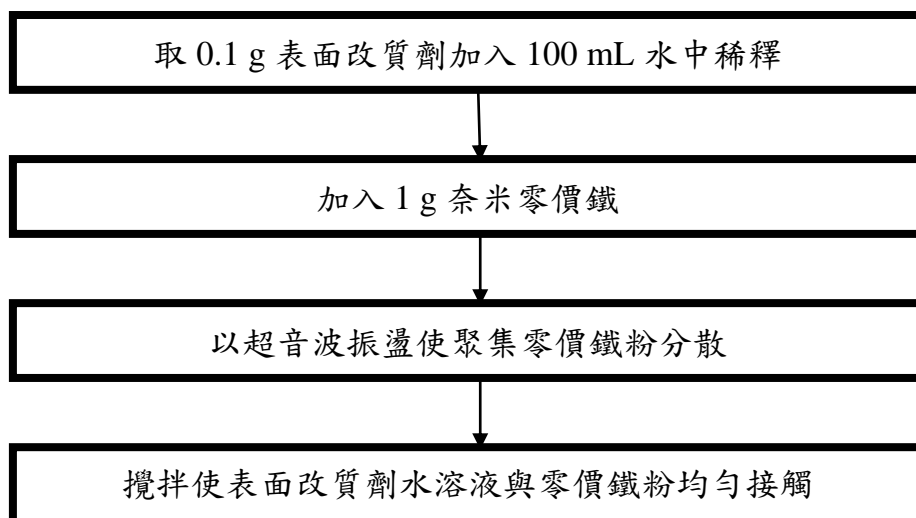 取 0.1 g 表面改質劑加入 100 mL 水中稀釋
加入 1 g 奈米零價鐵
以超音波振盪使聚集零價鐵粉分散
攪拌使表面改質劑水溶液與零價鐵粉均勻接觸